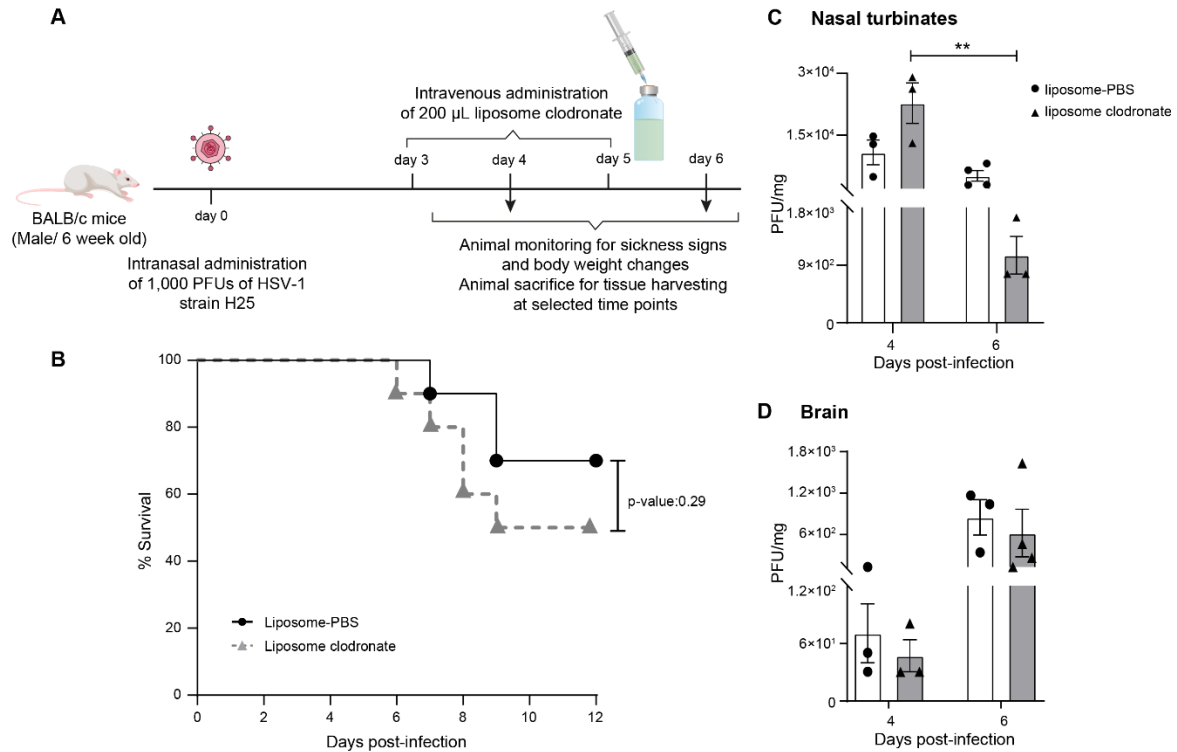 A
Intravenous administration
of 200 µL liposome clodronate
day 3
day 4
day 5
day 6
day 0
BALB/c mice
(Male/ 6 week old)
Intranasal administration
of 1,000 PFUs of HSV-1
strain H25
Animal monitoring for sickness signs
and body weight changes
Animal sacrifice for tissue harvesting
at selected time points
B
% Survival
100
80
60
40
20
0
0 2 4 6 8 10 12
Days post-infection
Liposome-PBS
Liposome clodronate
p-value:0.29
C Nasal turbinates
**
liposome-PBS
liposome clodronate
PFU/mg
3×10⁴
1.5×10⁴
1.8×10³
9×10²
0
4 6
Days post-infection
D Brain
PFU/mg
1.8×10³
1.2×10³
6×10²
1.2×10²
6×10¹
0
4 6
Days post-infection